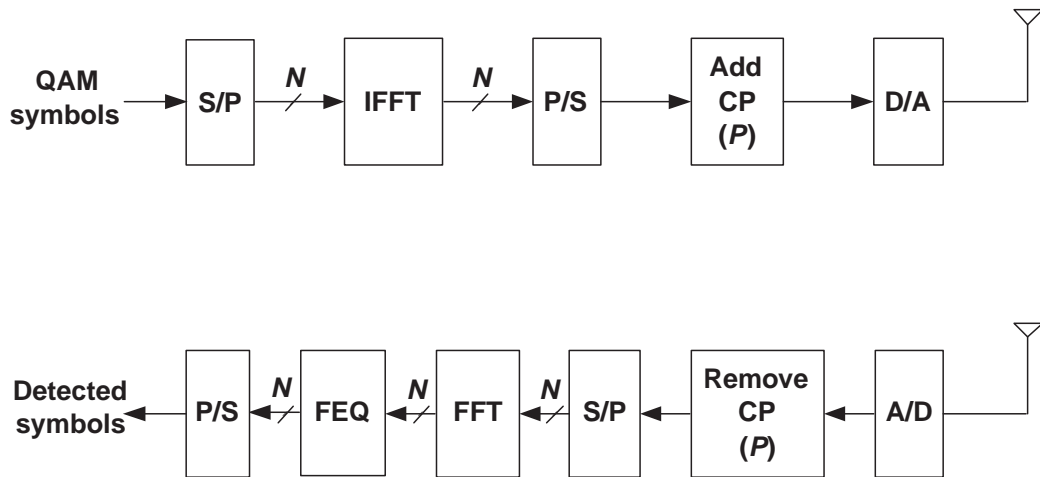 QAM
symbols
S/P
N
IFFT
N
P/S
Add
CP
(P)
D/A
Detected
symbols
P/S
N
FEQ
N
FFT
N
S/P
Remove
CP
(P)
A/D